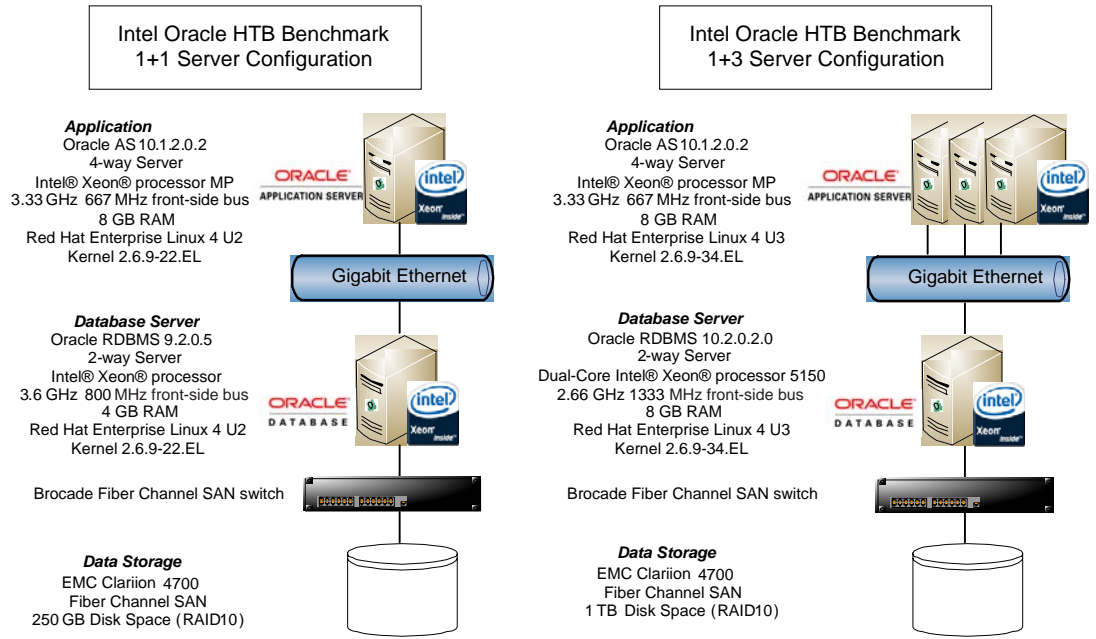 Intel Oracle HTB Benchmark
1+1 Server Configuration
Application
Oracle AS 10.1.2.0.2
4-way Server
Intel® Xeon® processor MP
3.33 GHz 667 MHz front-side bus
8 GB RAM
Red Hat Enterprise Linux 4 U2
Kernel 2.6.9-22.EL
ORACLE
APPLICATION SERVER
intel
Xeon
inside™
Gigabit Ethernet
Database Server
Oracle RDBMS 9.2.0.5
2-way Server
Intel® Xeon® processor
3.6 GHz 800 MHz front-side bus
4 GB RAM
Red Hat Enterprise Linux 4 U2
Kernel 2.6.9-22.EL
ORACLE
DATABASE
intel
Xeon
inside™
Brocade Fiber Channel SAN switch
Data Storage
EMC Clariion 4700
Fiber Channel SAN
250 GB Disk Space (RAID10)
Intel Oracle HTB Benchmark
1+3 Server Configuration
Application
Oracle AS 10.1.2.0.2
4-way Server
Intel® Xeon® processor MP
3.33 GHz 667 MHz front-side bus
8 GB RAM
Red Hat Enterprise Linux 4 U3
Kernel 2.6.9-34.EL
ORACLE
APPLICATION SERVER
intel
Xeon
inside™
Gigabit Ethernet
Database Server
Oracle RDBMS 10.2.0.2.0
2-way Server
Dual-Core Intel® Xeon® processor 5150
2.66 GHz 1333 MHz front-side bus
8 GB RAM
Red Hat Enterprise Linux 4 U3
Kernel 2.6.9-34.EL
ORACLE
DATABASE
intel
Xeon
inside™
Brocade Fiber Channel SAN switch
Data Storage
EMC Clariion 4700
Fiber Channel SAN
1 TB Disk Space (RAID10)